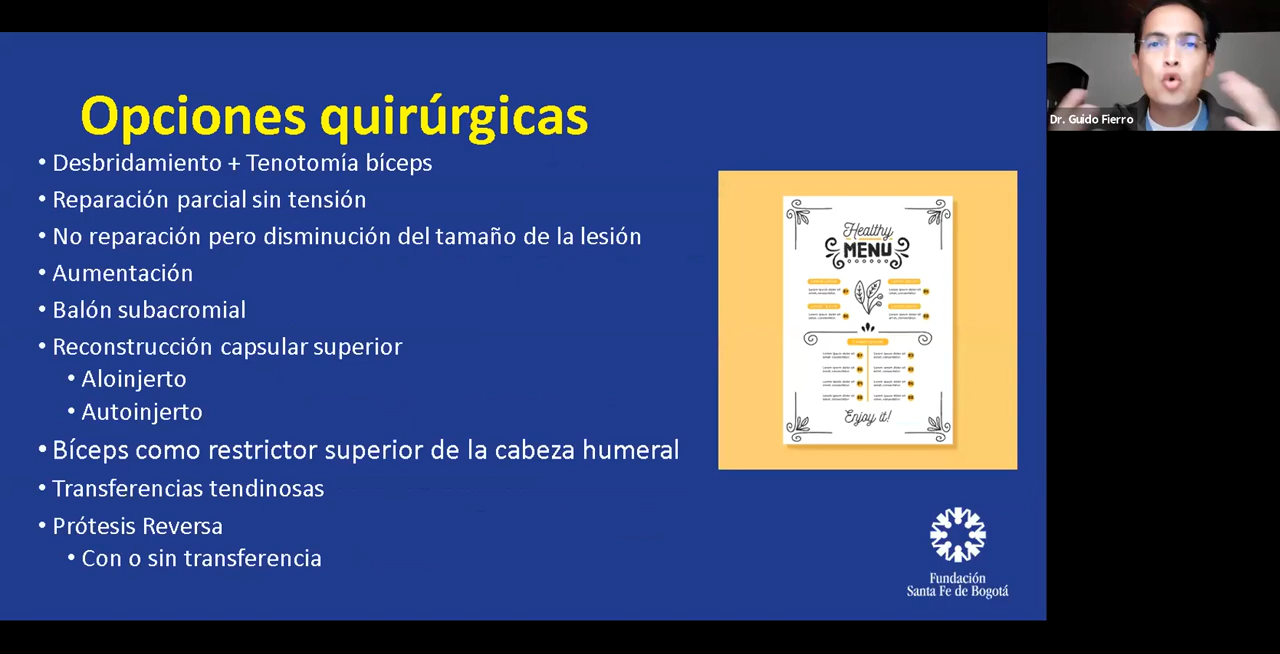 Opciones quirúrgicas
• Desbridamiento + Tenotomía bíceps
• Reparación parcial sin tensión
• No reparación pero disminución del tamaño de la lesión
• Aumentación
• Balón subacromial
• Reconstrucción capsular superior
• Aloinjerto
• Autoinjerto
• Bíceps como restrictor superior de la cabeza humeral
• Transferencias tendinosas
• Prótesis Reversa
• Con o sin transferencia
Healthy
MENU
Enjoy it!
Fundación
Santa Fe de Bogotá
Dr. Guido Fierro